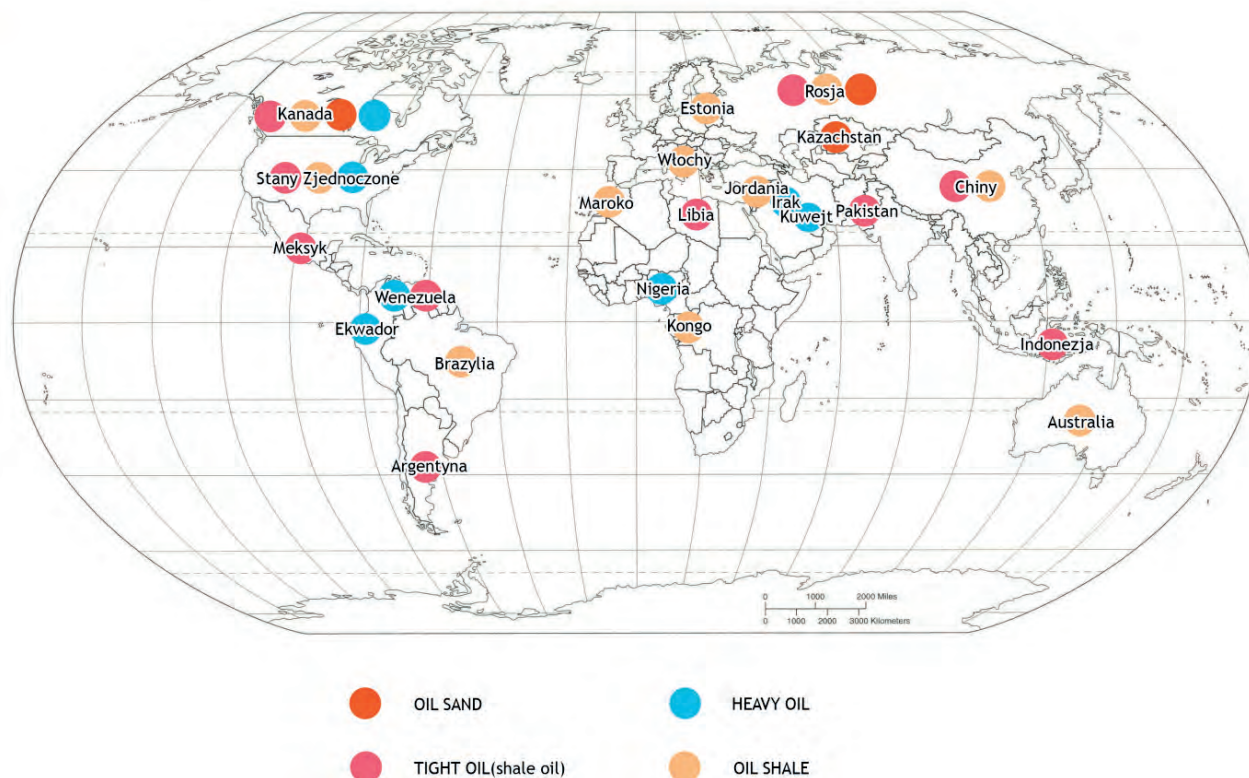 Rosja
Kanada
Estonia
Kazachstan
Włochy
Stany Zjednoczone
Chiny
Jordania
Maroko
Irak
Kuwejt
Pakistan
Libia
Meksyk
Nigeria
Wenezuela
Kongo
Ekwador
Indonezja
Brazylia
Australia
Argentyna
0 1000 2000 Miles
0 1000 2000 3000 Kilometers
OIL SAND
HEAVY OIL
TIGHT OIL(shale oil)
OIL SHALE